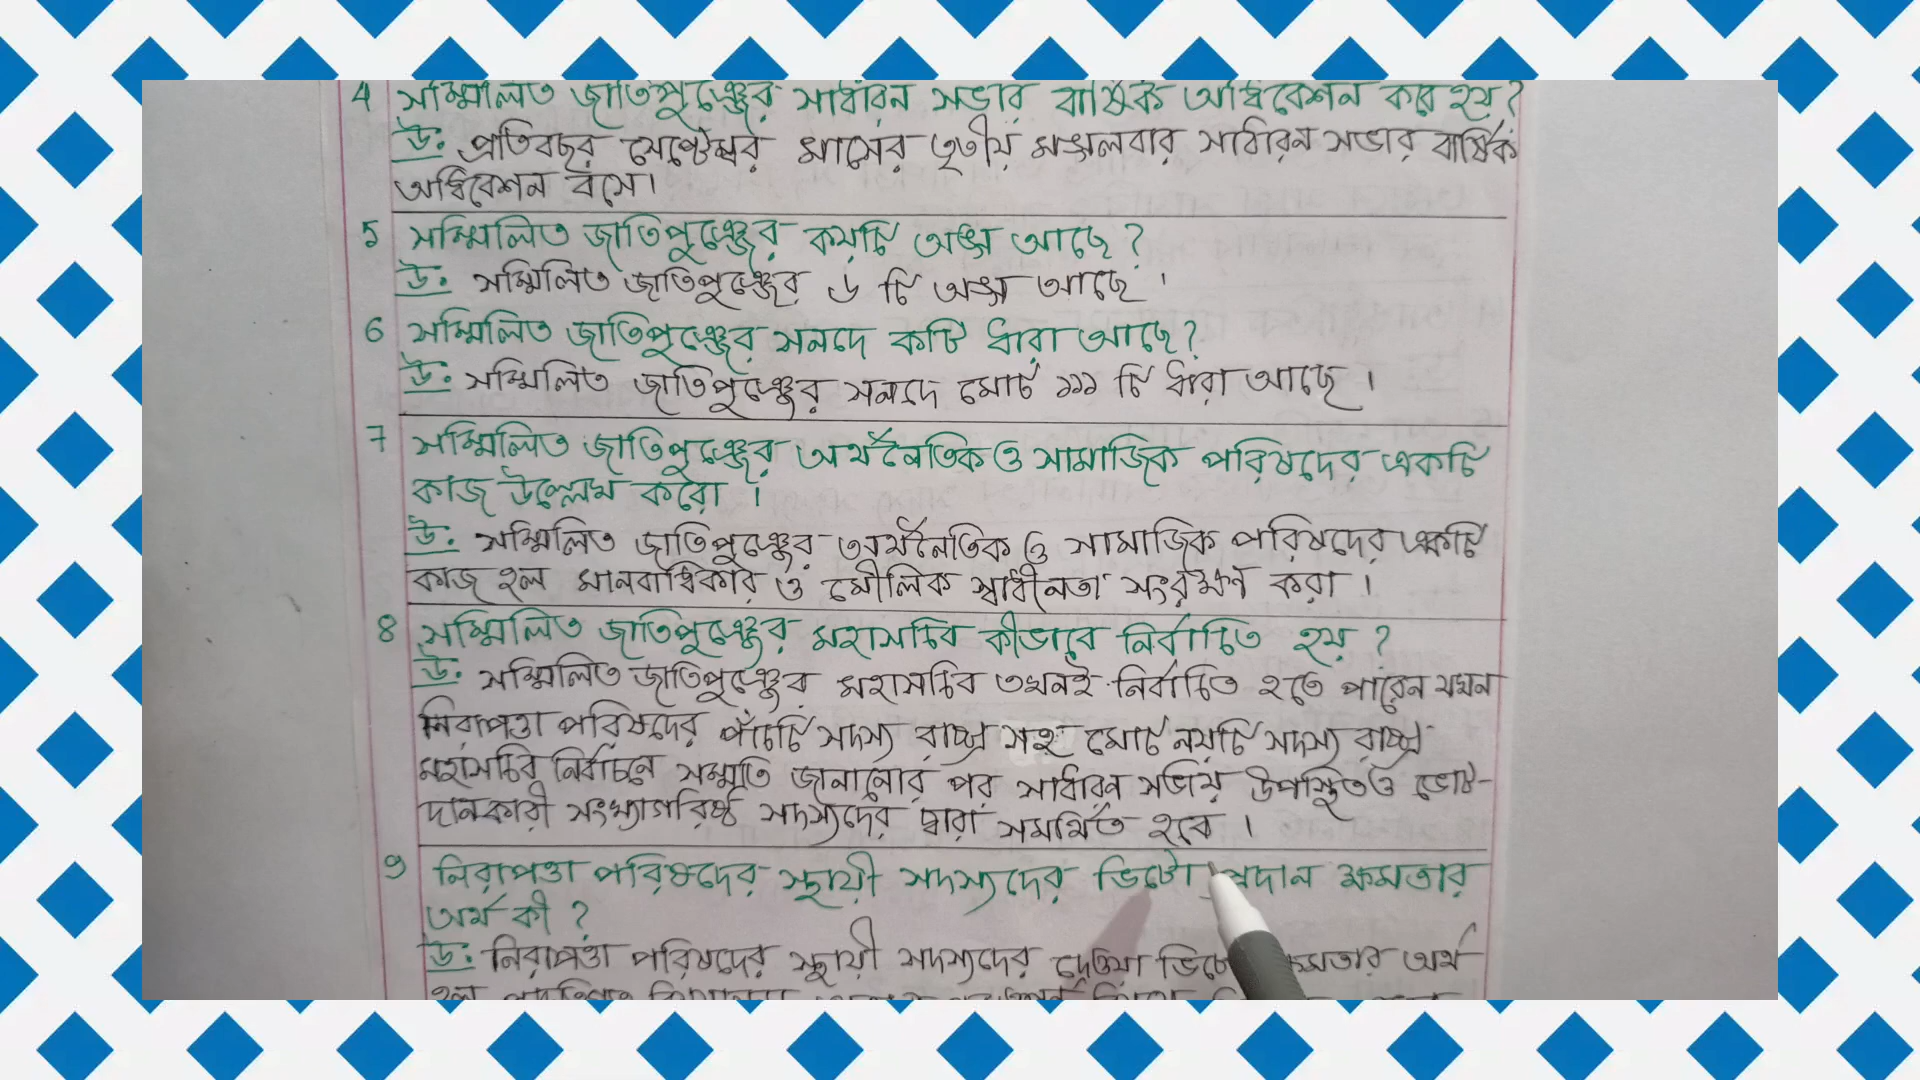 4 সম্মিলিত জাতিপুঞ্জের সাধারন সভার বার্ষিক অধিবেশন কবে হয়?
উ: প্রতিবছর সেপ্টেম্বর মাসের তৃতীয় মঙ্গলবার সাধারন সভার বার্ষিক
অধিবেশন বসে।
5 সম্মিলিত জাতিপুঞ্জের কয়টি অঙ্গ আছে?
উ: সম্মিলিত জাতিপুঞ্জের ৬ টি অঙ্গ আছে।
6 সম্মিলিত জাতিপুঞ্জের সনদে কটি ধারা আছে?
উ: সম্মিলিত জাতিপুঞ্জের সনদে মোট ১১১ টি ধারা আছে।
7 সম্মিলিত জাতিপুঞ্জের অর্থনৈতিক ও সামাজিক পরিষদের একটি
কাজ উল্লেখ করো।
উ: সম্মিলিত জাতিপুঞ্জের অর্থনৈতিক ও সামাজিক পরিষদের একটি
কাজ হল মানবাধিকার ও মৌলিক স্বাধীনতা সংরক্ষণ করা।
8 সম্মিলিত জাতিপুঞ্জের মহাসচিব কীভাবে নির্বাচিত হয়?
উ: সম্মিলিত জাতিপুঞ্জের মহাসচিব তখনই নির্বাচিত হতে পারেন যখন
নিরাপত্তা পরিষদের পাঁচটি সদস্য রাষ্ট্র সহ মোট নয়টি সদস্য রাষ্ট্র
মহাসচিব নির্বাচনে সম্মতি জানানোর পর সাধারন সভায় উপস্থিত ও ভোট-
দানকারী সংখ্যাগরিষ্ঠ সদস্যদের দ্বারা সমর্থিত হবে।
9 নিরাপত্তা পরিষদের স্থায়ী সদস্যদের ভিটো প্রদান ক্ষমতার
অর্থ কী?
উ: নিরাপত্তা পরিষদের স্থায়ী সদস্যদের দেওয়া ভিটো ক্ষমতার অর্থ
হল